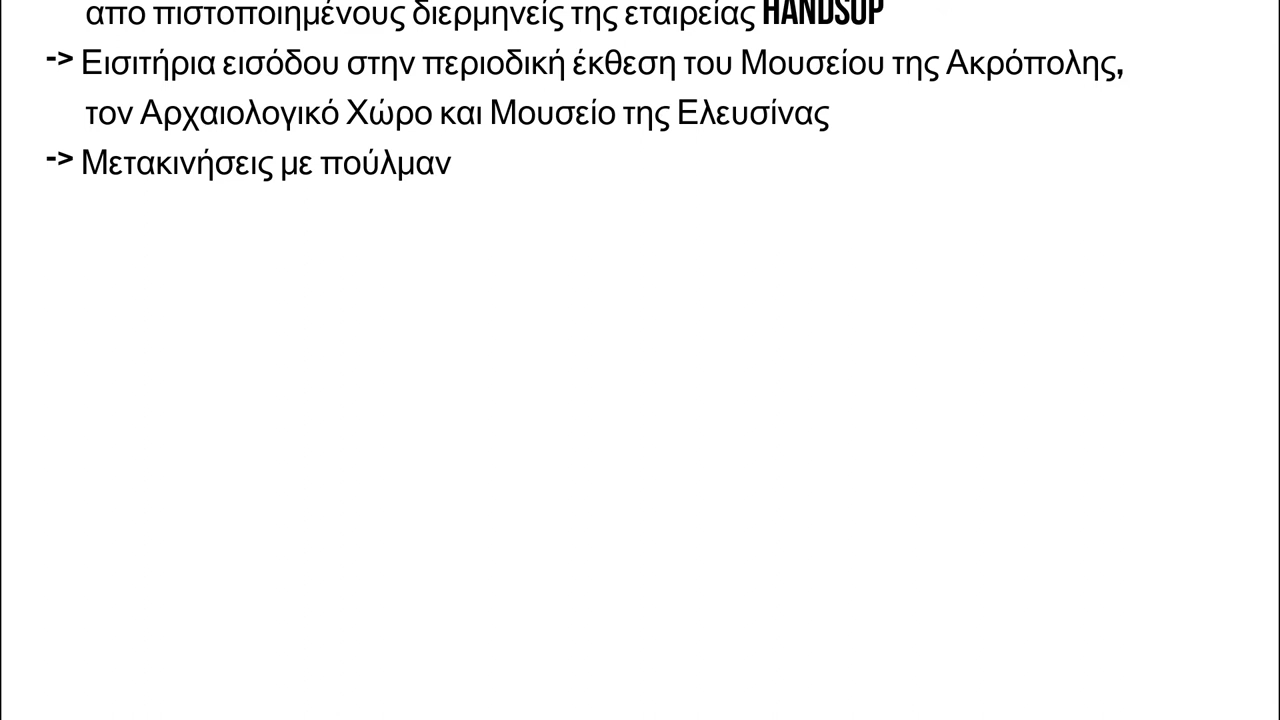 απο πιστοποιημένους διερμηνείς της εταιρείας HANDSUP
-> Εισιτήρια εισόδου στην περιοδική έκθεση του Μουσείου της Ακρόπολης,
τον Αρχαιολογικό Χώρο και Μουσείο της Ελευσίνας
-> Μετακινήσεις με πούλμαν